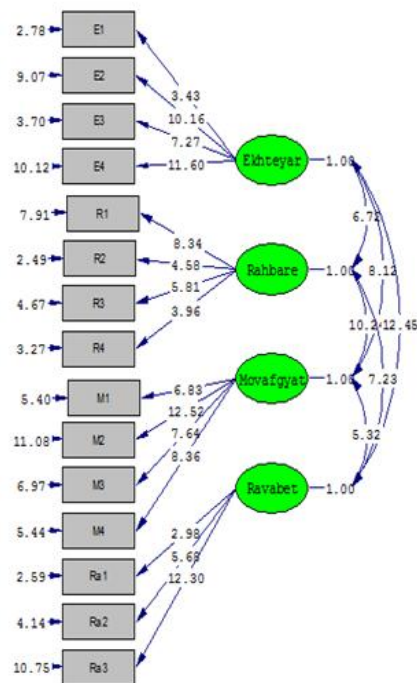 2.78 E1
3.43
9.07 E2
10.16
3.70 E3
7.27
Ekhteyar 1.00
10.12 E4
11.60
7.91 R1
6.72
8.34
2.49 R2
4.58
Rahbare 1.00
8.12
4.67 R3
5.81
3.27 R4
3.96
10.2
12.45
5.40 M1
6.83
Movafgyat 1.00
7.23
11.08 M2
12.52
6.97 M3
7.64
8.36
5.32
5.44 M4
Ravabet 1.00
2.59 Ra1
2.98
4.14 Ra2
5.68
12.30
10.75 Ra3